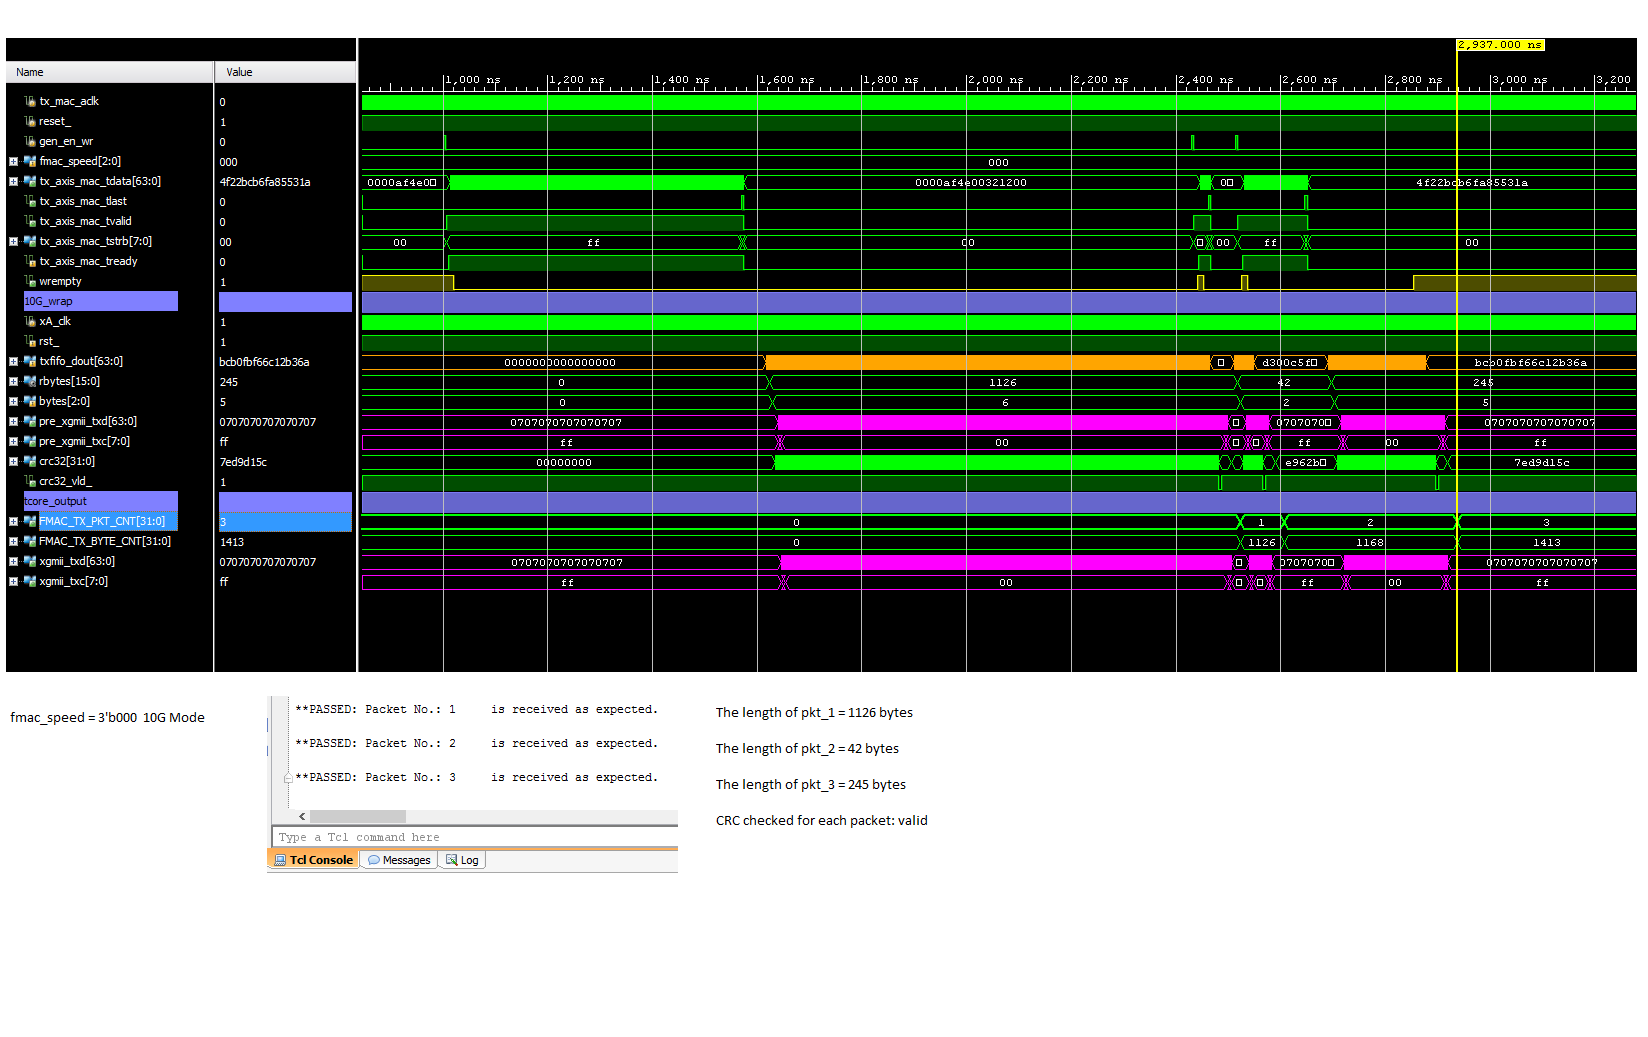 2,937.000 ns
Name Value
1,000 ns 1,200 ns 1,400 ns 1,600 ns 1,800 ns 2,000 ns 2,200 ns 2,400 ns 2,600 ns 2,800 ns 3,000 ns 3,200
tx_mac_aclk 0
reset_ 1
gen_en_wr 0
fmac_speed[2:0] 000 000
tx_axis_mac_tdata[63:0] 4f22bcb6fa85531a 0000af4e0 0000af4e00321200 0 4f22bcb6fa85531a
tx_axis_mac_tlast 0
tx_axis_mac_tvalid 0
tx_axis_mac_tstrb[7:0] 00 00 ff 00 00 ff 00
tx_axis_mac_tready 0
wrempty 1
10G_wrap
xA_clk 1
rst_ 1
txfifo_dout[63:0] bcb0fbf66c12b36a 0000000000000000 d300c5f bcb0fbf66c12b36a
rbytes[15:0] 245 0 1126 42 245
bytes[2:0] 5 0 6 2 5
pre_xgmii_txd[63:0] 0707070707070707 0707070707070707 0707070 0707070707070707
pre_xgmii_txc[7:0] ff ff 00 ff 00 ff
crc32[31:0] 7ed9d15c 00000000 e962b 7ed9d15c
crc32_vld_ 1
tcore_output
FMAC_TX_PKT_CNT[31:0] 3 0 1 2 3
FMAC_TX_BYTE_CNT[31:0] 1413 0 1126 1168 1413
xgmii_txd[63:0] 0707070707070707 0707070707070707 0707070 0707070707070707
xgmii_txc[7:0] ff ff 00 ff 00 ff
fmac_speed = 3'b000 10G Mode
**PASSED: Packet No.: 1 is received as expected.
**PASSED: Packet No.: 2 is received as expected.
**PASSED: Packet No.: 3 is received as expected.
Type a Tcl command here
Tcl Console Messages Log
The length of pkt_1 = 1126 bytes
The length of pkt_2 = 42 bytes
The length of pkt_3 = 245 bytes
CRC checked for each packet: valid